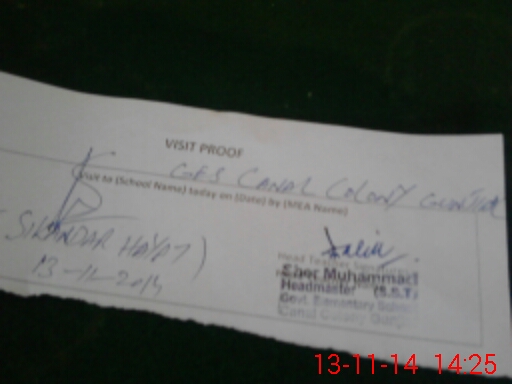 VISIT PROOF
GES CANAL COLONY
Visit to (School Name) today on (Date) by (MEA Name)
(SIKANDAR HAYAT)
13-11-2014
Head Teacher
Muhammad
Headmaster (S.S.T)
Govt. Elementary School
Canal Colony
13-11-14 14:25